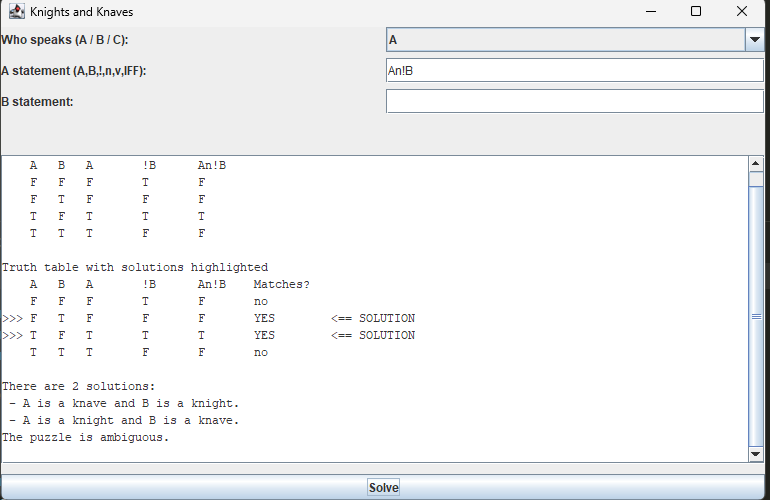 Knights and Knaves
Who speaks (A / B / C): A
A statement (A,B,!,n,v,IFF): An!B
B statement:
A B A !B An!B
F F F T F
F T F F F
T F T T T
T T T F F
Truth table with solutions highlighted
A B A !B An!B Matches?
F F F T F no
>>> F T F F F YES <== SOLUTION
>>> T F T T T YES <== SOLUTION
T T T F F no
There are 2 solutions:
- A is a knave and B is a knight.
- A is a knight and B is a knave.
The puzzle is ambiguous.
Solve